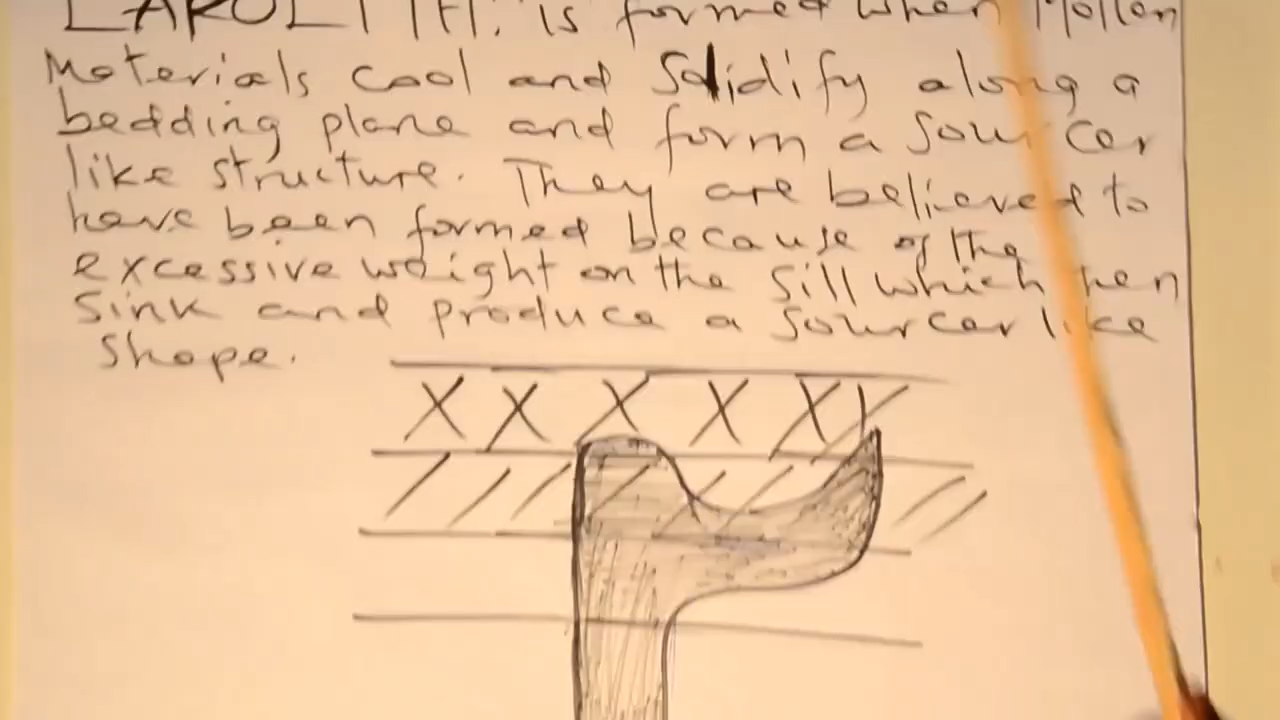 LAPOLITH. is formed when Molten
Materials cool and Solidify along a
bedding plane and form a sourcer
like structure. They are believed to
have been formed because of the
excessive weight on the Sill which hen
Sink and produce a sourcer like
Shape.